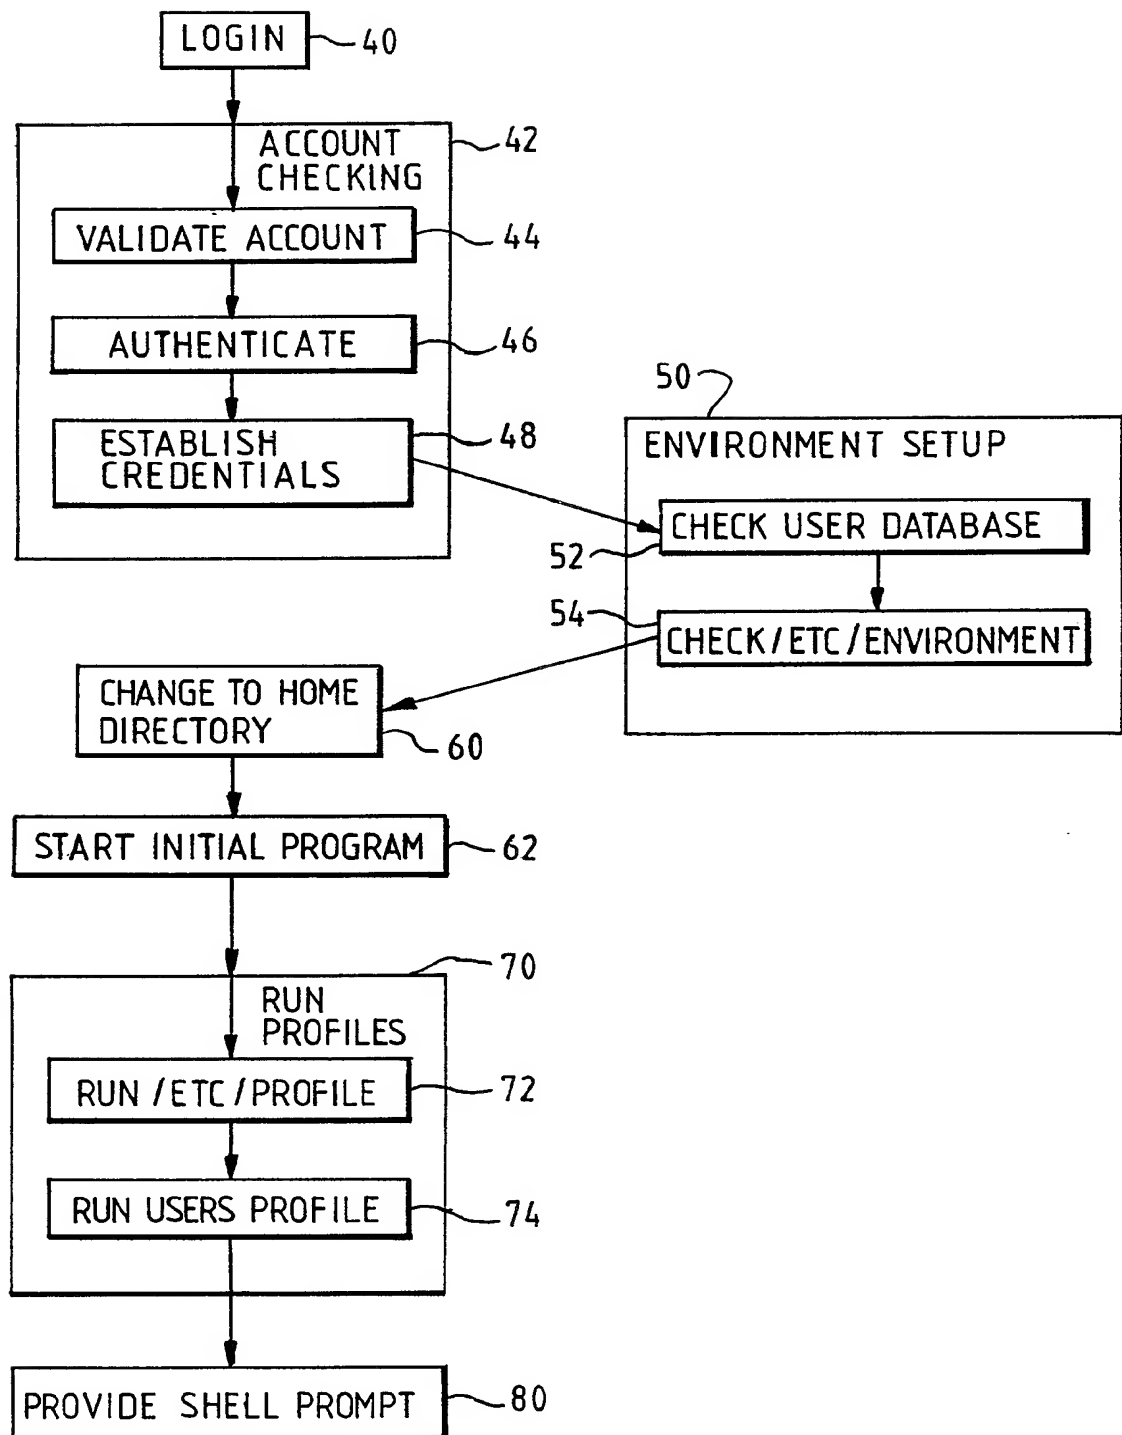 LOGIN
40
ACCOUNT
CHECKING
42
VALIDATE ACCOUNT
44
AUTHENTICATE
46
ESTABLISH
CREDENTIALS
48
50
ENVIRONMENT SETUP
CHECK USER DATABASE
52
54
CHECK/ETC/ENVIRONMENT
CHANGE TO HOME
DIRECTORY
60
START INITIAL PROGRAM
62
70
RUN
PROFILES
RUN /ETC/PROFILE
72
RUN USERS PROFILE
74
PROVIDE SHELL PROMPT
80